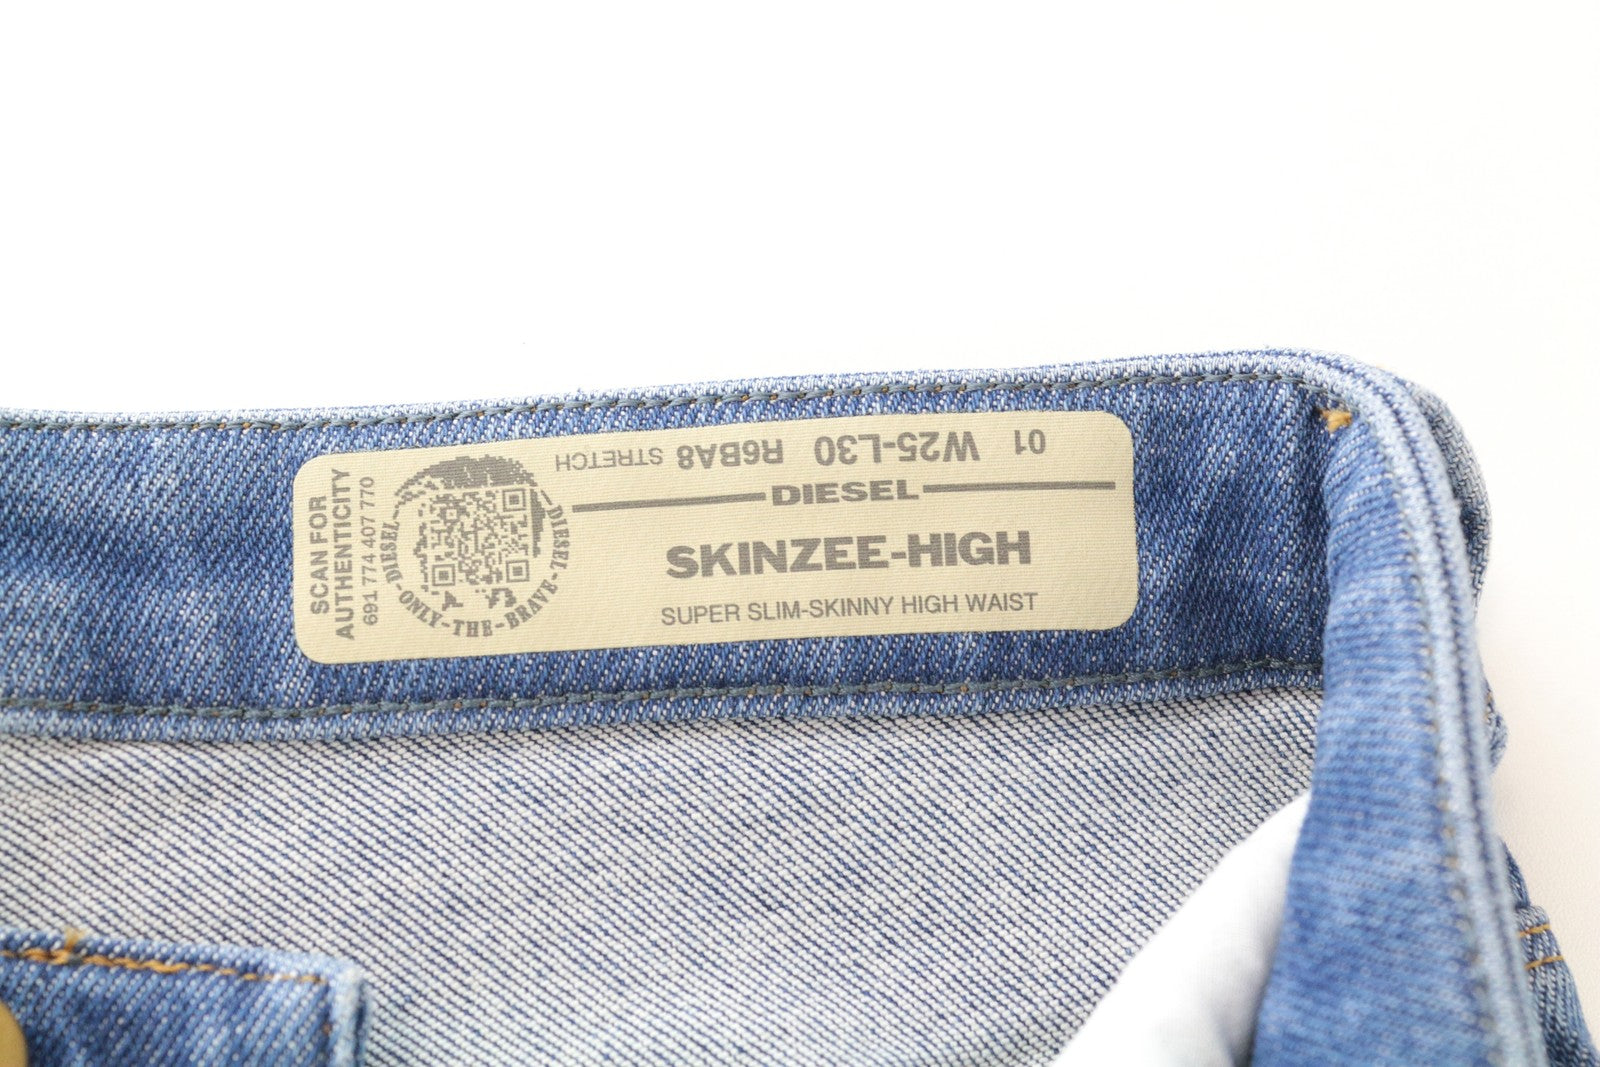 SCAN FOR
AUTHENTICITY
691 774 407 770
DIESEL-ONLY-THE-BRAVE-DIESEL
01 W25-L30 R6BA8 STRETCH
DIESEL
SKINZEE-HIGH
SUPER SLIM-SKINNY HIGH WAIST